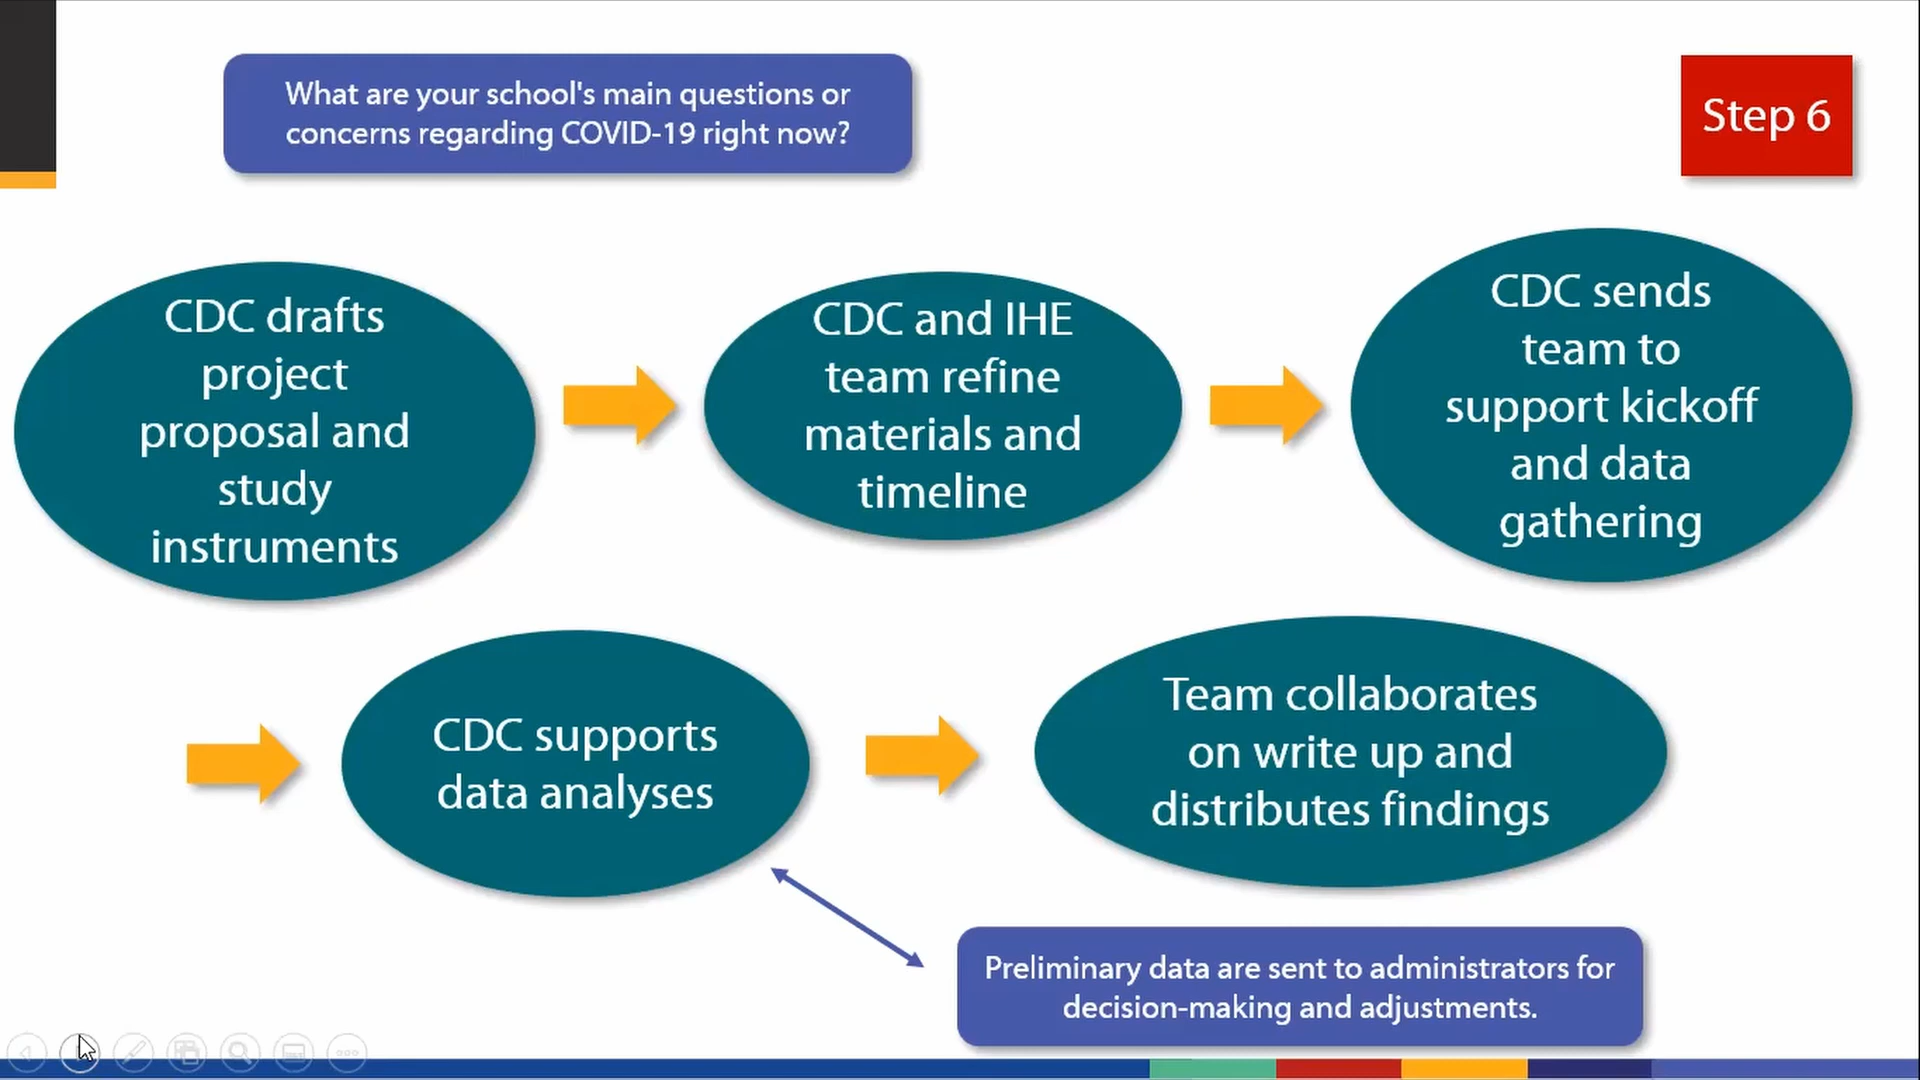 What are your school's main questions or
concerns regarding COVID-19 right now?
Step 6
CDC drafts
project
proposal and
study
instruments
CDC and IHE
team refine
materials and
timeline
CDC sends
team to
support kickoff
and data
gathering
CDC supports
data analyses
Team collaborates
on write up and
distributes findings
Preliminary data are sent to administrators for
decision-making and adjustments.